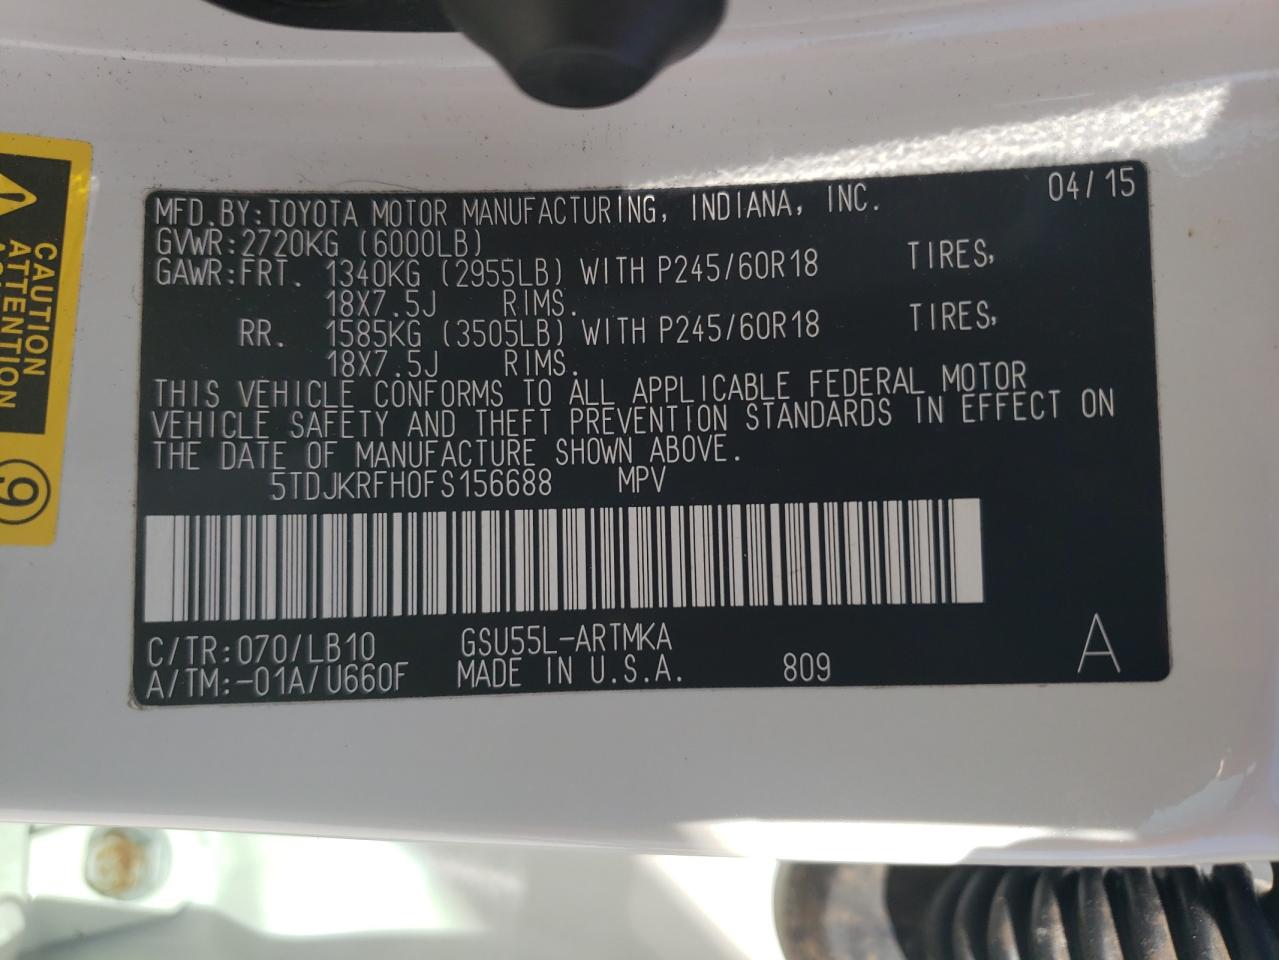 MFD.BY:TOYOTA MOTOR MANUFACTURING, INDIANA, INC. 04/15
GVWR:2720KG (6000LB)
GAWR:FRT. 1340KG (2955LB) WITH P245/60R18 TIRES,
18X7.5J RIMS.
RR. 1585KG (3505LB) WITH P245/60R18 TIRES,
18X7.5J RIMS.
THIS VEHICLE CONFORMS TO ALL APPLICABLE FEDERAL MOTOR
VEHICLE SAFETY AND THEFT PREVENTION STANDARDS IN EFFECT ON
THE DATE OF MANUFACTURE SHOWN ABOVE.
5TDJKRFH0FS156688 MPV
C/TR:070/LB10 GSU55L-ARTMKA
A/TM:-01A/U660F MADE IN U.S.A. 809 A
CAUTION
ATTENTION
9